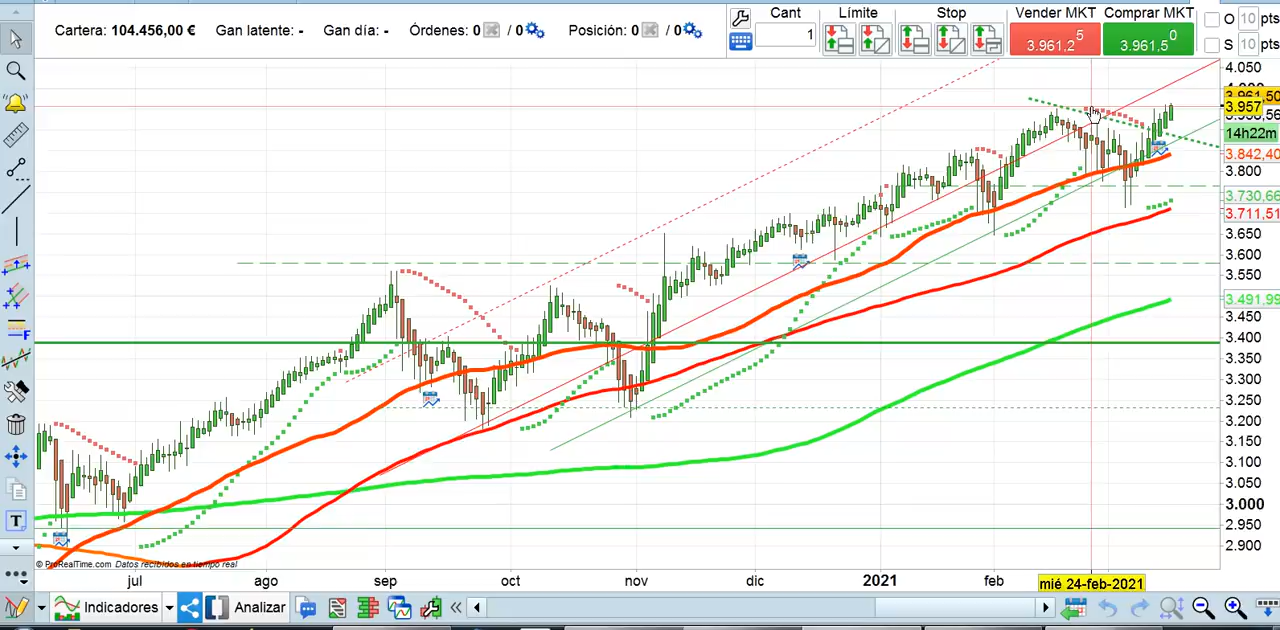 Cartera: 104.456,00 € Gan latente: - Gan día: - Órdenes: 0 / 0 Posición: 0 / 0
Cant Límite Stop Vender MKT Comprar MKT
1
3.961,2 5
3.961,5 0
O 10 pts
S 10 pts
4.050
3.961,50
3.957
14h22m
3.842,40
3.800
3.730,66
3.711,51
3.650
3.600
3.550
3.491,99
3.450
3.400
3.350
3.300
3.250
3.200
3.150
3.100
3.050
3.000
2.950
2.900
© ProRealTime.com Datos recibidos en tiempo real
jul ago sep oct nov dic 2021 feb mié 24-feb-2021
Indicadores Analizar
F
T